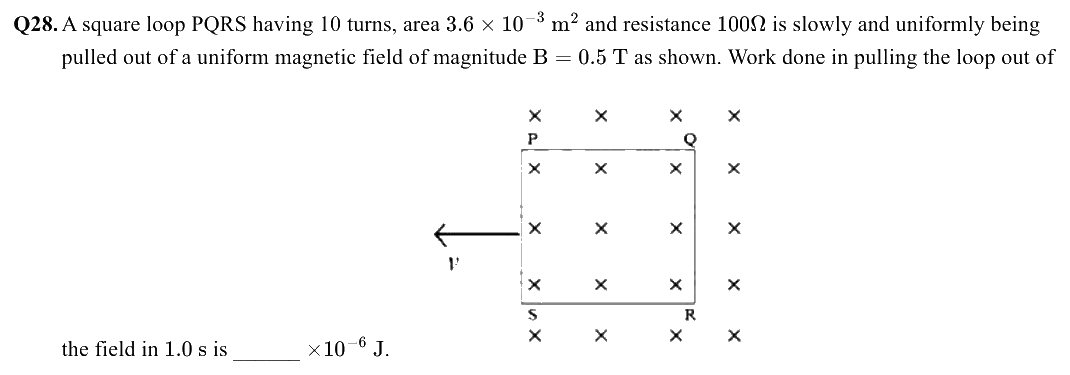 Q28. A square loop PQRS having 10 turns, area 3.6 × 10⁻³ m² and resistance 100Ω is slowly and uniformly being
pulled out of a uniform magnetic field of magnitude B = 0.5 T as shown. Work done in pulling the loop out of
× × × ×
P Q
× × × ×
× × × ×
v
× × × ×
S R
× × × ×
the field in 1.0 s is ______ ×10⁻⁶ J.